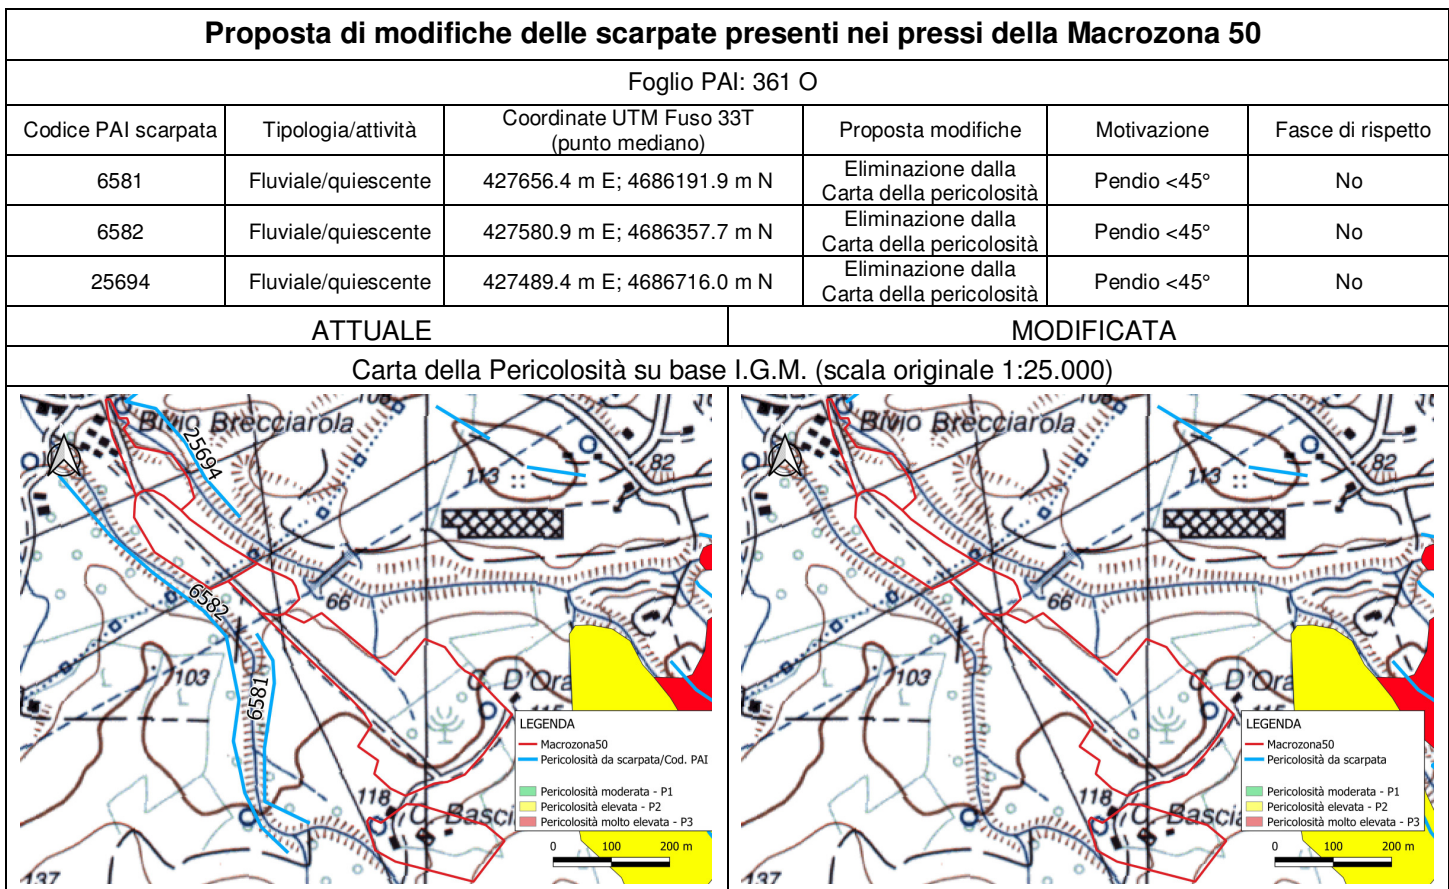 Proposta di modifiche delle scarpate presenti nei pressi della Macrozona 50
Foglio PAI: 361 O
Codice PAI scarpata
Tipologia/attività
Coordinate UTM Fuso 33T
(punto mediano)
Proposta modifiche
Motivazione
Fasce di rispetto
6581
Fluviale/quiescente
427656.4 m E; 4686191.9 m N
Eliminazione dalla
Carta della pericolosità
Pendio <45°
No
6582
Fluviale/quiescente
427580.9 m E; 4686357.7 m N
Eliminazione dalla
Carta della pericolosità
Pendio <45°
No
25694
Fluviale/quiescente
427489.4 m E; 4686716.0 m N
Eliminazione dalla
Carta della pericolosità
Pendio <45°
No
ATTUALE
MODIFICATA
Carta della Pericolosità su base I.G.M. (scala originale 1:25.000)
Bivio Brecciarola
108
25694
113
82
6582
66
6581
103
C. D'Ora
115
118
C. Basci
137
LEGENDA
Macrozona50
Pericolosità da scarpata/Cod. PAI
Pericolosità moderata - P1
Pericolosità elevata - P2
Pericolosità molto elevata - P3
0 100 200 m
Bivio Brecciarola
108
113
82
66
103
C. D'Ora
115
118
C. Basci
137
LEGENDA
Macrozona50
Pericolosità da scarpata
Pericolosità moderata - P1
Pericolosità elevata - P2
Pericolosità molto elevata - P3
0 100 200 m